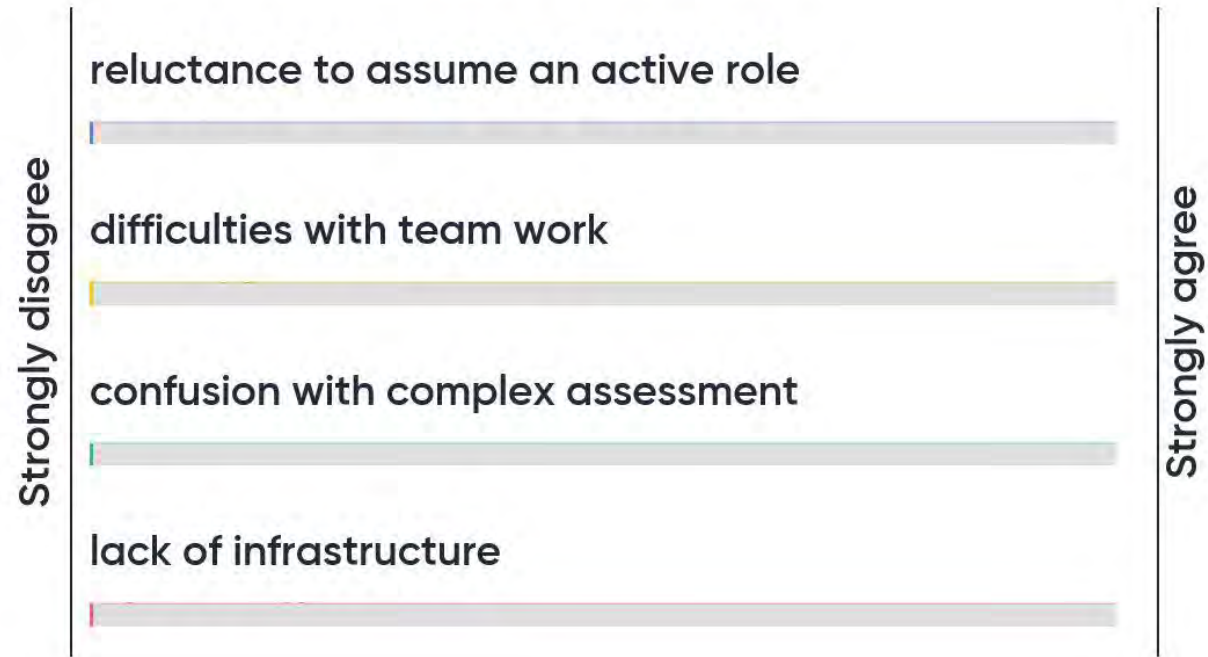 reluctance to assume an active role
difficulties with team work
confusion with complex assessment
lack of infrastructure
Strongly disagree
Strongly agree